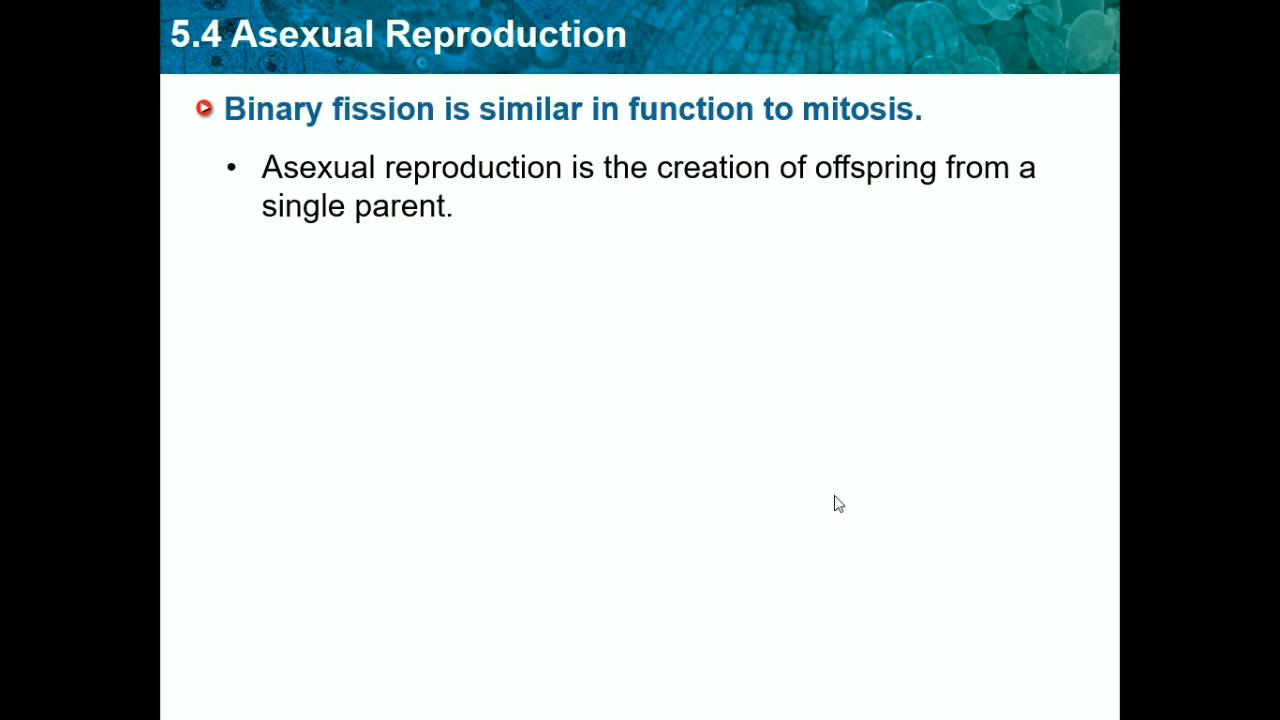 5.4 Asexual Reproduction
Binary fission is similar in function to mitosis.
• Asexual reproduction is the creation of offspring from a
single parent.